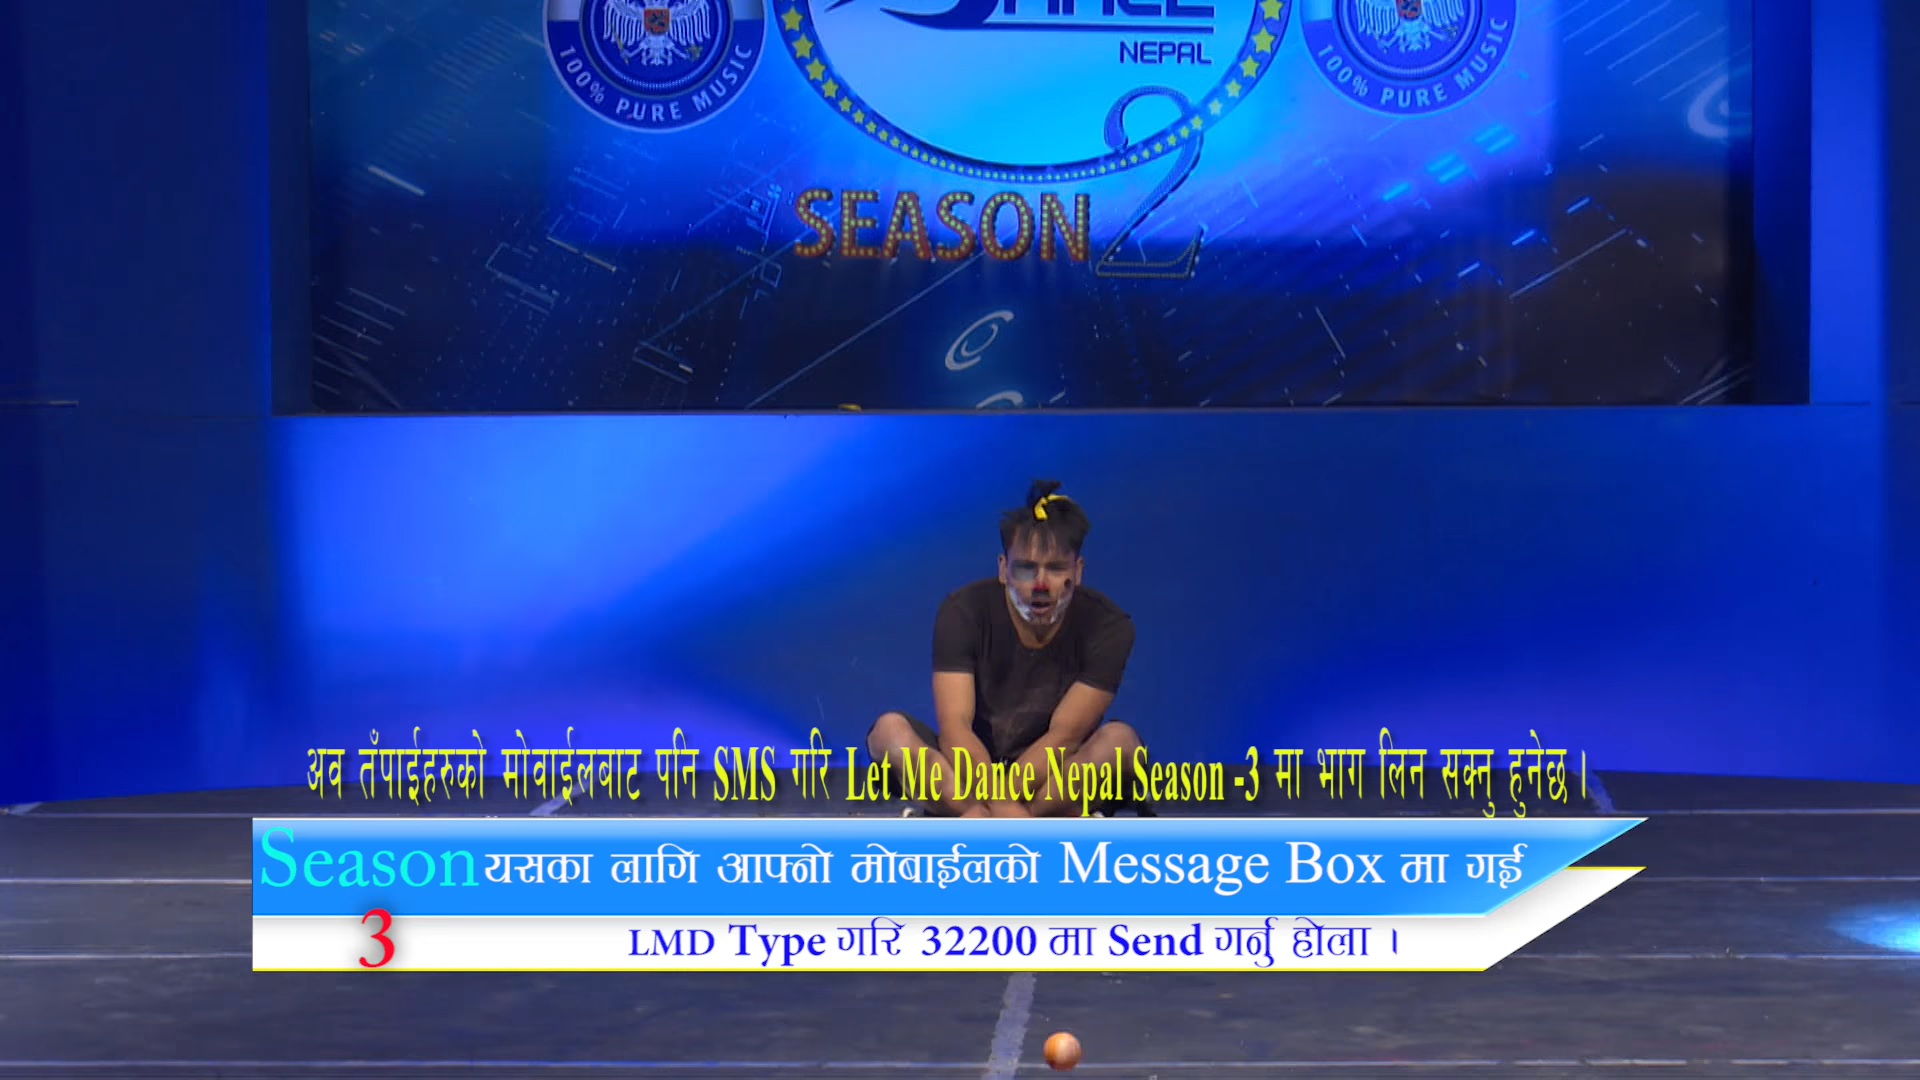 100% PURE MUSIC
NEPAL
100% PURE MUSIC
SEASON 2
अव तँपाईहरुको मोवाईलबाट पनि SMS गरि Let Me Dance Nepal Season -3 मा भाग लिन सक्नु हुनेछ ।
Season यसका लागि आफ्नो मोबाईलको Message Box मा गई
3 LMD Type गरि 32200 मा Send गर्नु होला ।